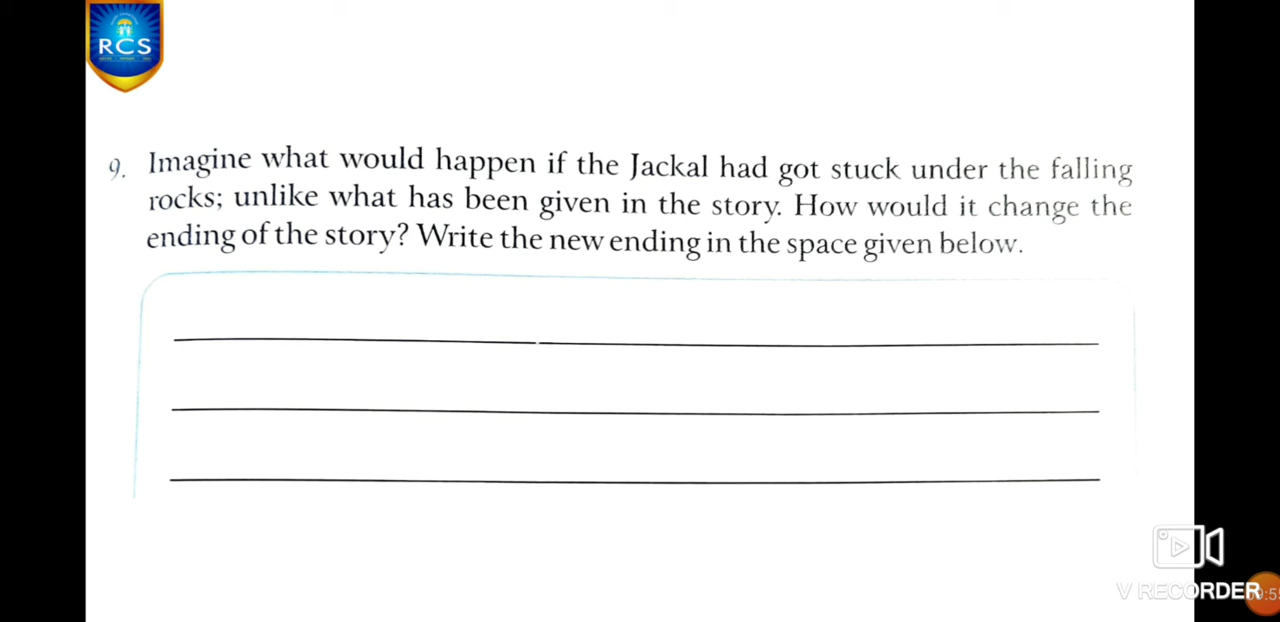 RCS
9. Imagine what would happen if the Jackal had got stuck under the falling
rocks; unlike what has been given in the story. How would it change the
ending of the story? Write the new ending in the space given below.
V RECORDER